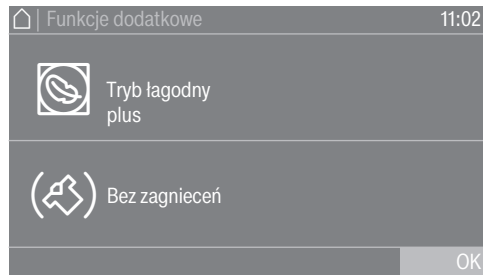 | Funkcje dodatkowe 11:02
Tryb łagodny
plus
Bez zagnieceń
OK